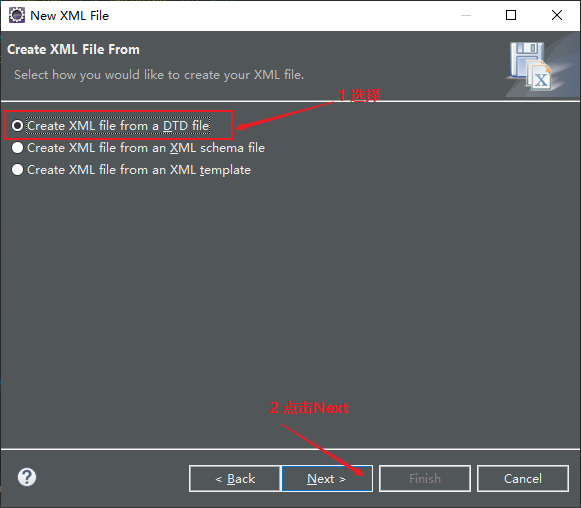 New XML File
Create XML File From
Select how you would like to create your XML file.
1 选择
Create XML file from a DTD file
Create XML file from an XML schema file
Create XML file from an XML template
2 点击Next
?
< Back
Next >
Finish
Cancel
X